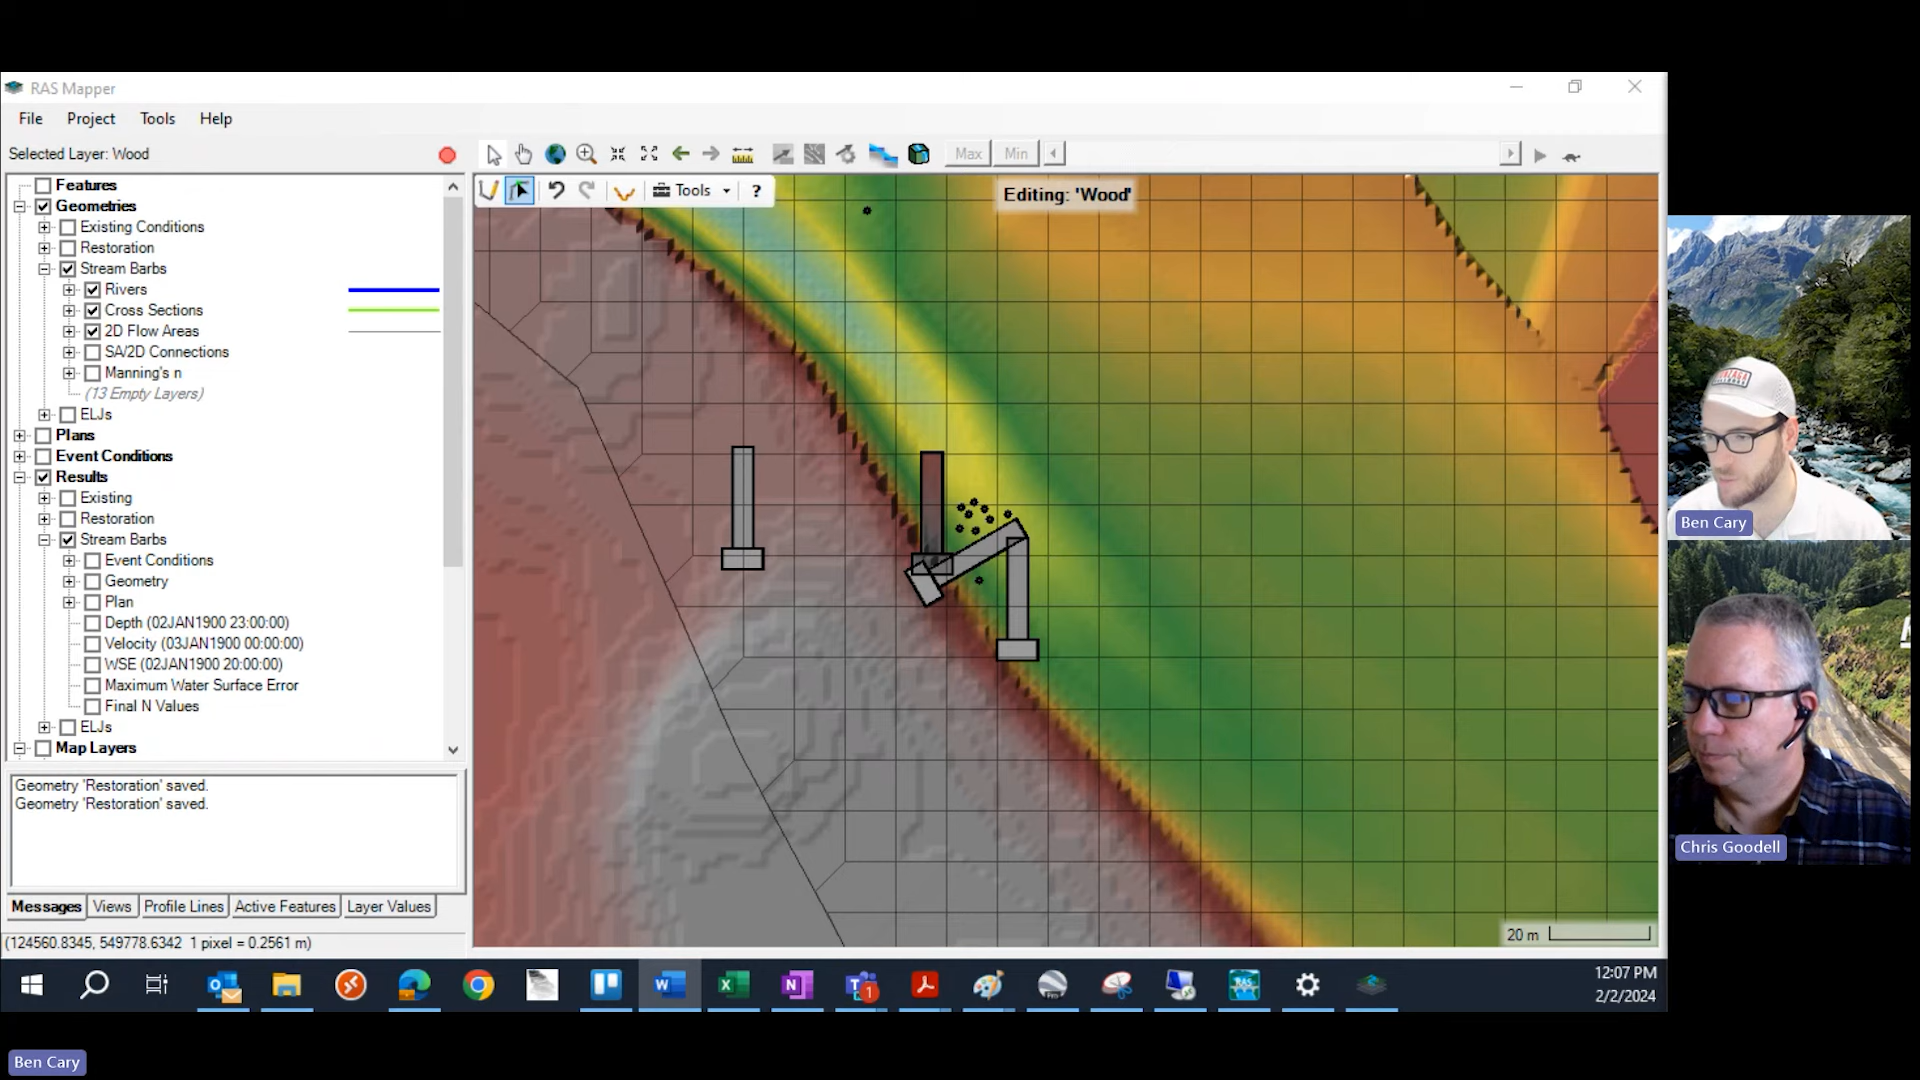 RAS Mapper
File Project Tools Help
Selected Layer: Wood
Max Min
Tools ?
Editing: 'Wood'
Features
Geometries
Existing Conditions
Restoration
Stream Barbs
Rivers
Cross Sections
2D Flow Areas
SA/2D Connections
Manning's n
(13 Empty Layers)
ELJs
Plans
Event Conditions
Results
Existing
Restoration
Stream Barbs
Event Conditions
Geometry
Plan
Depth (02JAN1900 23:00:00)
Velocity (03JAN1900 00:00:00)
WSE (02JAN1900 20:00:00)
Maximum Water Surface Error
Final N Values
ELJs
Map Layers
Geometry 'Restoration' saved.
Geometry 'Restoration' saved.
Messages Views Profile Lines Active Features Layer Values
(124560.8345, 549778.6342 1 pixel = 0.2561 m)
20 m
Ben Cary
Chris Goodell
12:07 PM
2/2/2024
Ben Cary